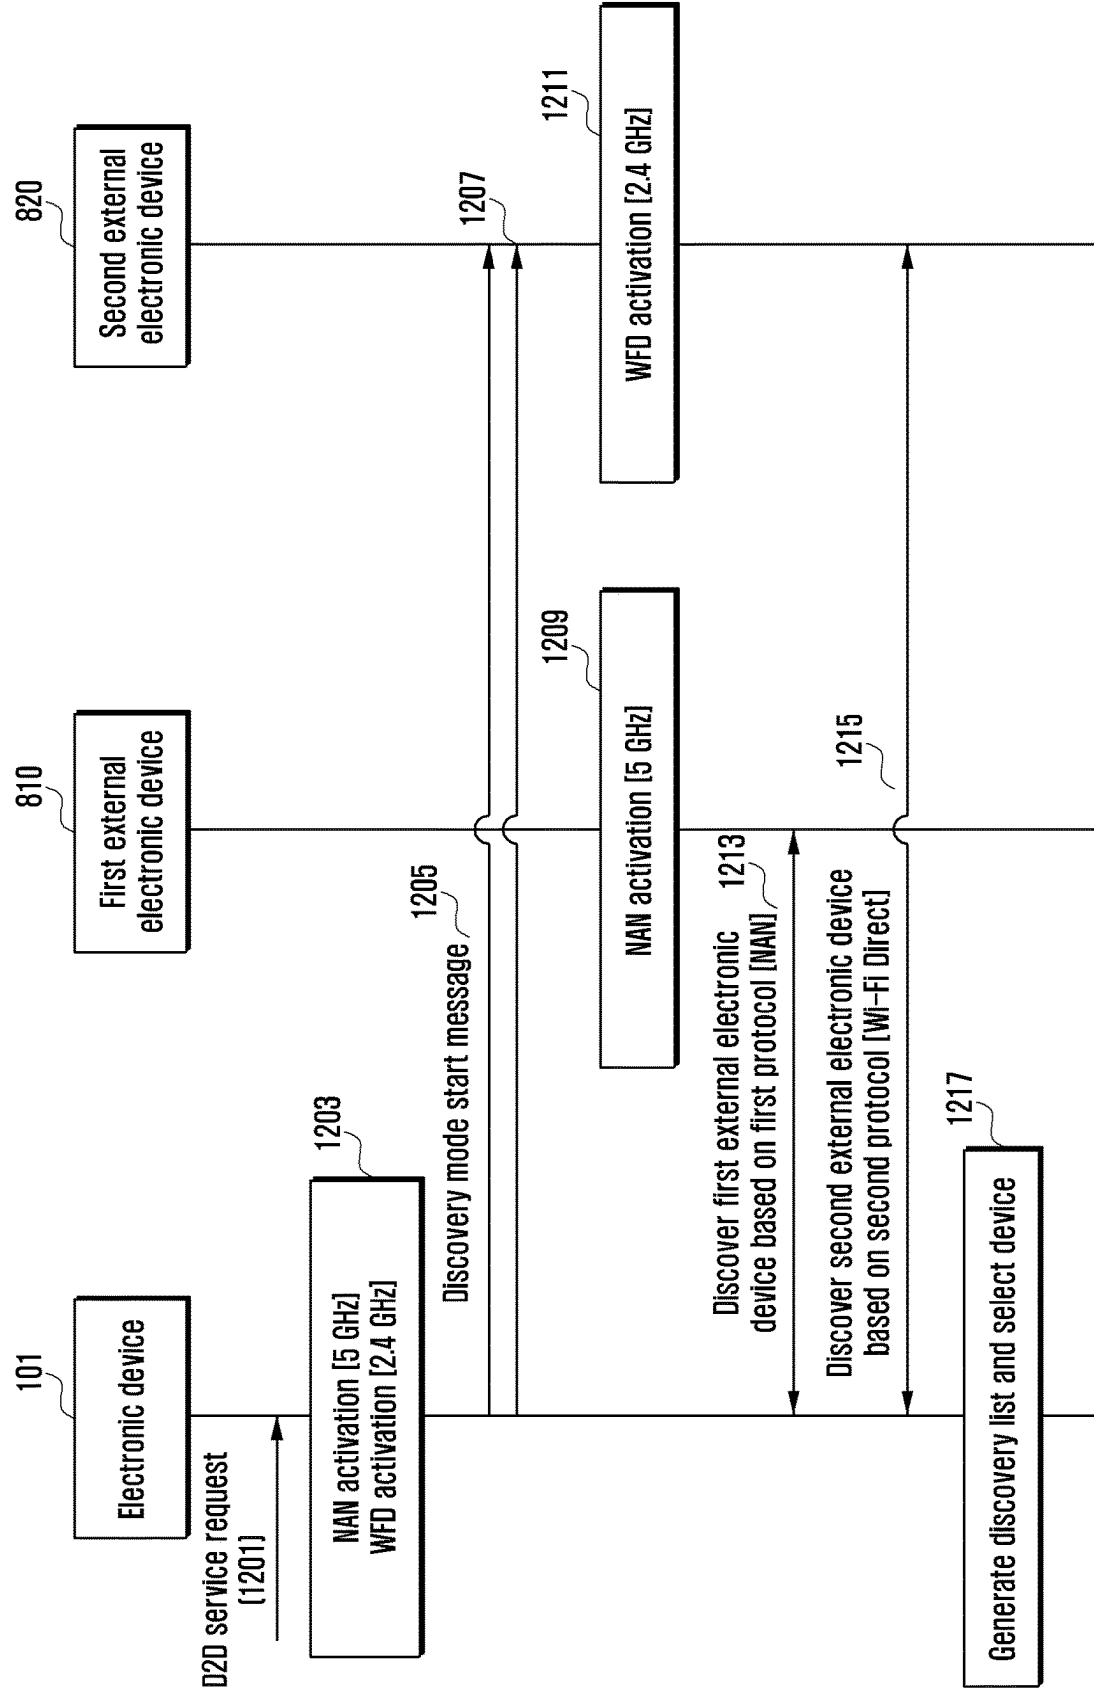 101
Electronic device
810
First external
electronic device
820
Second external
electronic device
D2D service request
(1201)
1203
NAN activation [5 GHz]
WFD activation [2.4 GHz]
Discovery mode start message
1205
1207
1209
NAN activation [5 GHz]
1211
WFD activation [2.4 GHz]
Discover first external electronic
device based on first protocol [NAN]
1213
Discover second external electronic device
based on second protocol [Wi-Fi Direct]
1215
1217
Generate discovery list and select device